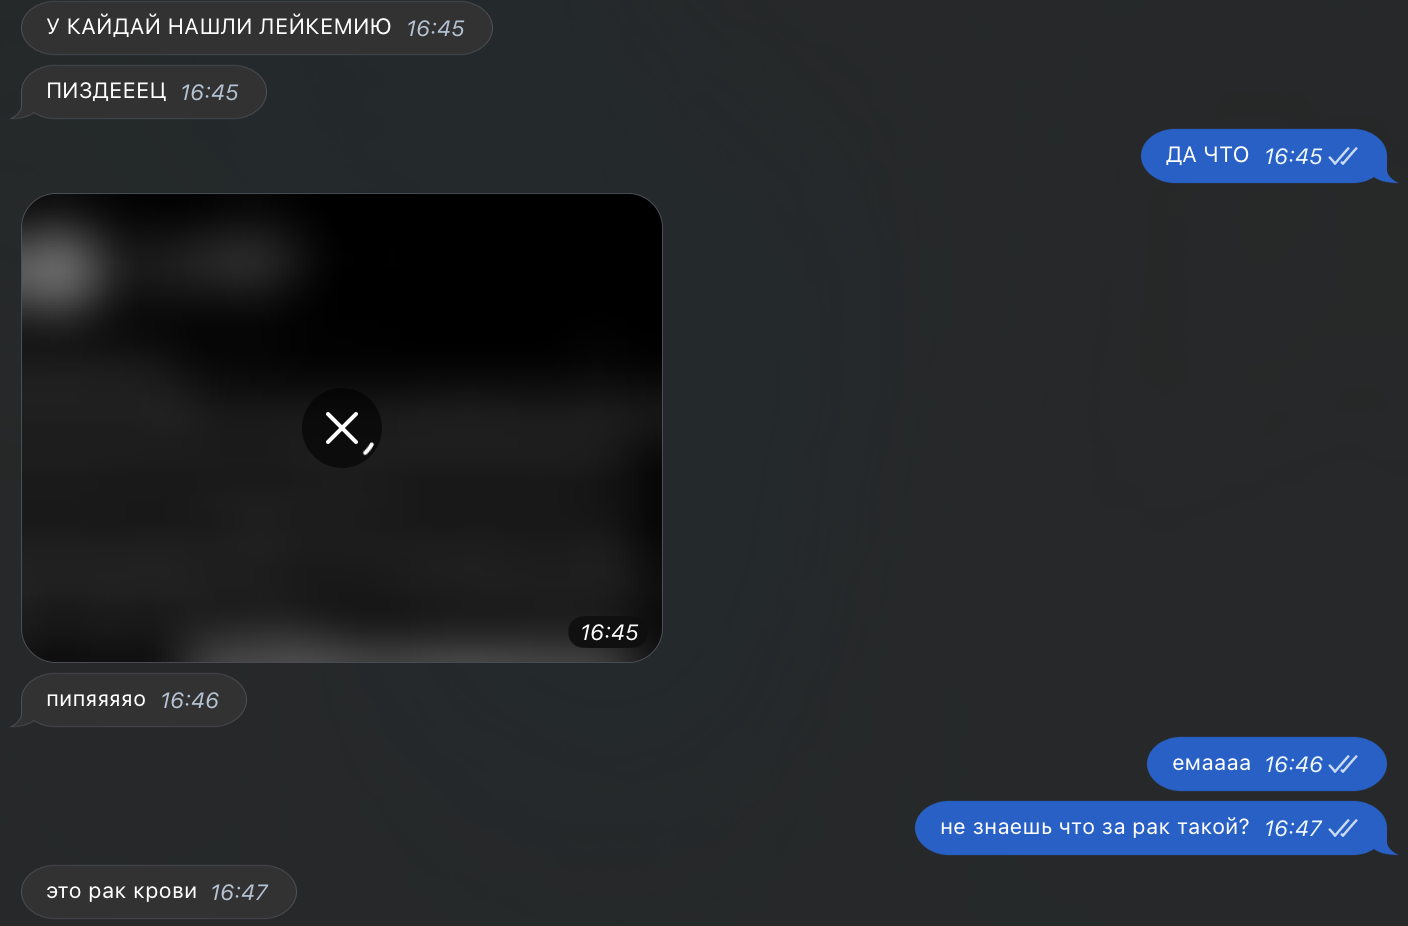 У КАЙДАЙ НАШЛИ ЛЕЙКЕМИЮ 16:45
ПИЗДЕЕЕЦ 16:45
ДА ЧТО 16:45
16:45
пипяяяяо 16:46
емаааа 16:46
не знаешь что за рак такой? 16:47
это рак крови 16:47